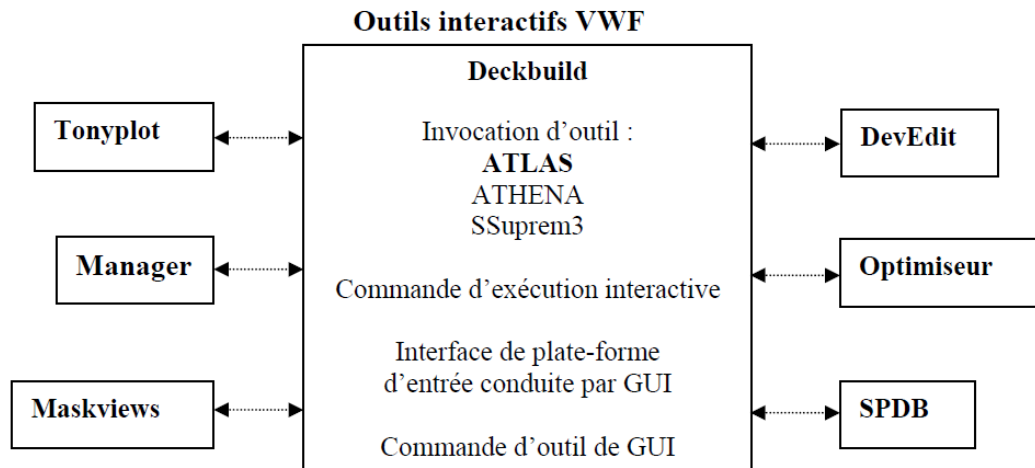 Outils interactifs VWF
Deckbuild
Tonyplot
Manager
Maskviews
Invocation d'outil :
ATLAS
ATHENA
SSuprem3
Commande d'exécution interactive
Interface de plate-forme
d'entrée conduite par GUI
Commande d'outil de GUI
DevEdit
Optimiseur
SPDB